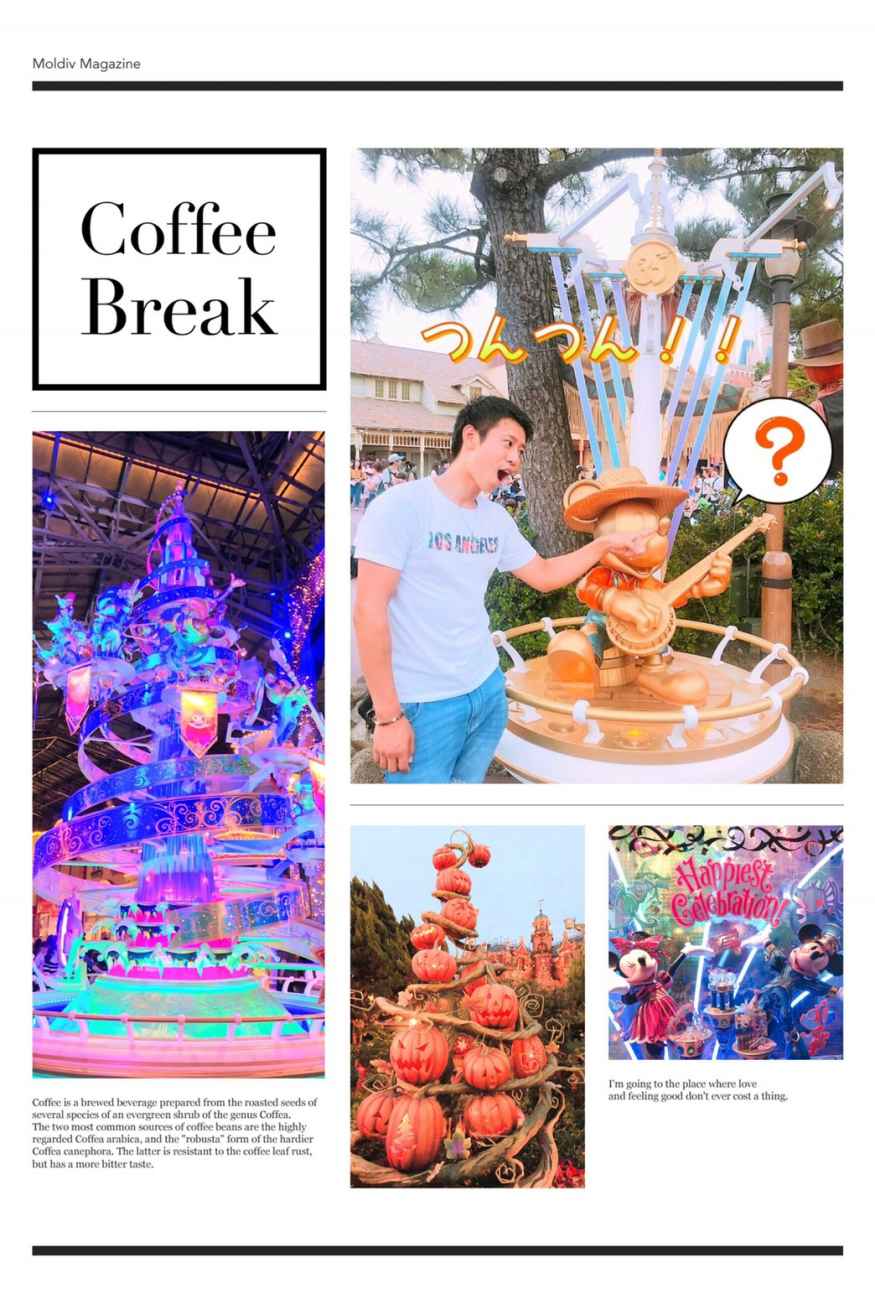 Moldiv Magazine
Coffee
Break
つんつん！！
?
LOS ANGELES
Coffee is a brewed beverage prepared from the roasted seeds of
several species of an evergreen shrub of the genus Coffea.
The two most common sources of coffee beans are the highly
regarded Coffea arabica, and the "robusta" form of the hardier
Coffea canephora. The latter is resistant to the coffee leaf rust,
but has a more bitter taste.
Happiest
Celebration!
I'm going to the place where love
and feeling good don't ever cost a thing.